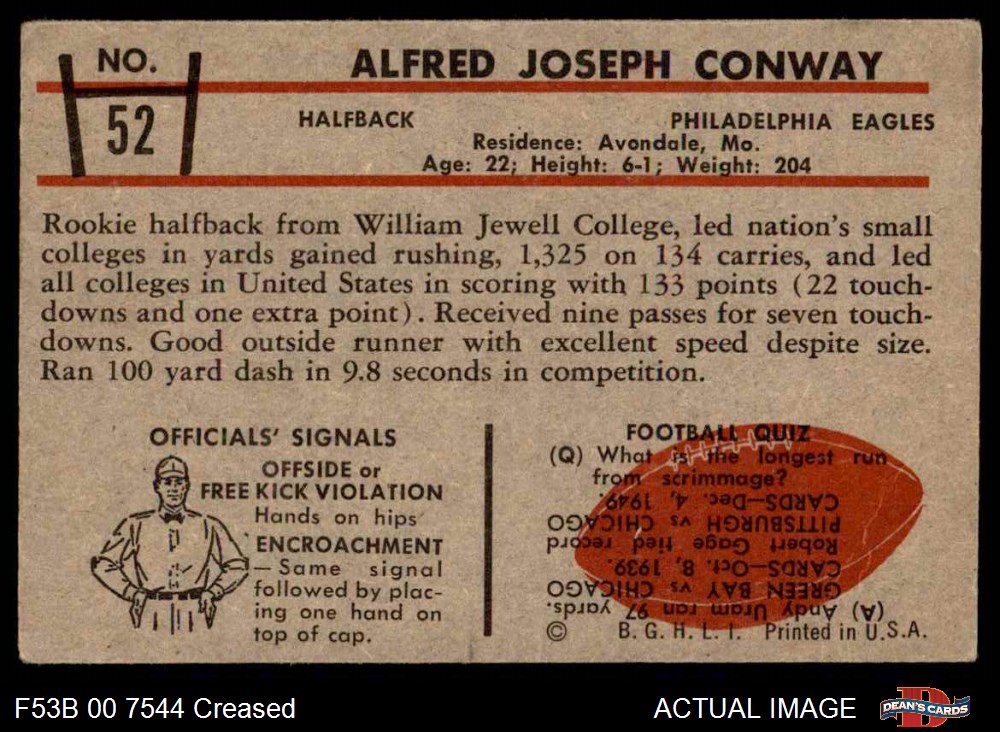 NO.
52
ALFRED JOSEPH CONWAY
HALFBACK PHILADELPHIA EAGLES
Residence: Avondale, Mo.
Age: 22; Height: 6-1; Weight: 204
Rookie halfback from William Jewell College, led nation's small
colleges in yards gained rushing, 1,325 on 134 carries, and led
all colleges in United States in scoring with 133 points (22 touch-
downs and one extra point). Received nine passes for seven touch-
downs. Good outside runner with excellent speed despite size.
Ran 100 yard dash in 9.8 seconds in competition.
OFFICIALS' SIGNALS
OFFSIDE or
FREE KICK VIOLATION
Hands on hips
ENCROACHMENT
— Same signal
followed by plac-
ing one hand on
top of cap.
FOOTBALL QUIZ
(Q) What is the longest run
from scrimmage?
(A) Andy Uram ran 97 yards.
GREEN BAY vs CHICAGO
CARDS—Oct. 8, 1939.
Robert Gage tied record
PITTSBURGH vs CHICAGO
CARDS—Dec. 4, 1949.
© B. G. H. L. I. Printed in U.S.A.
F53B 00 7544 Creased
ACTUAL IMAGE
D
DEAN'S CARDS